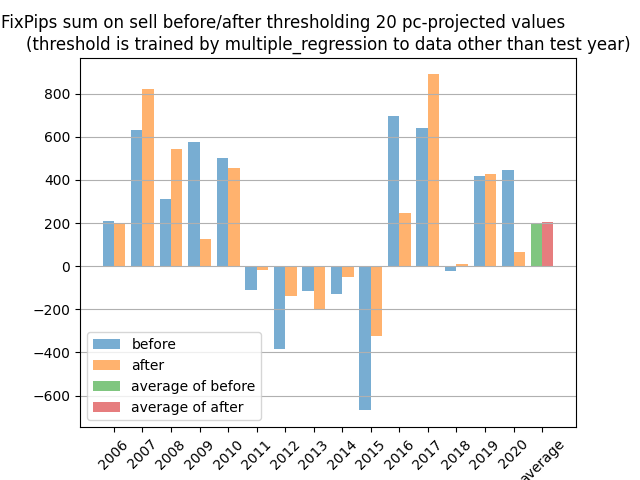 FixPips sum on sell before/after thresholding 20 pc-projected values
(threshold is trained by multiple_regression to data other than test year)
800
600
400
200
0
−200
−400
−600
before
after
average of before
average of after
2006 2007 2008 2009 2010 2011 2012 2013 2014 2015 2016 2017 2018 2019 2020 average